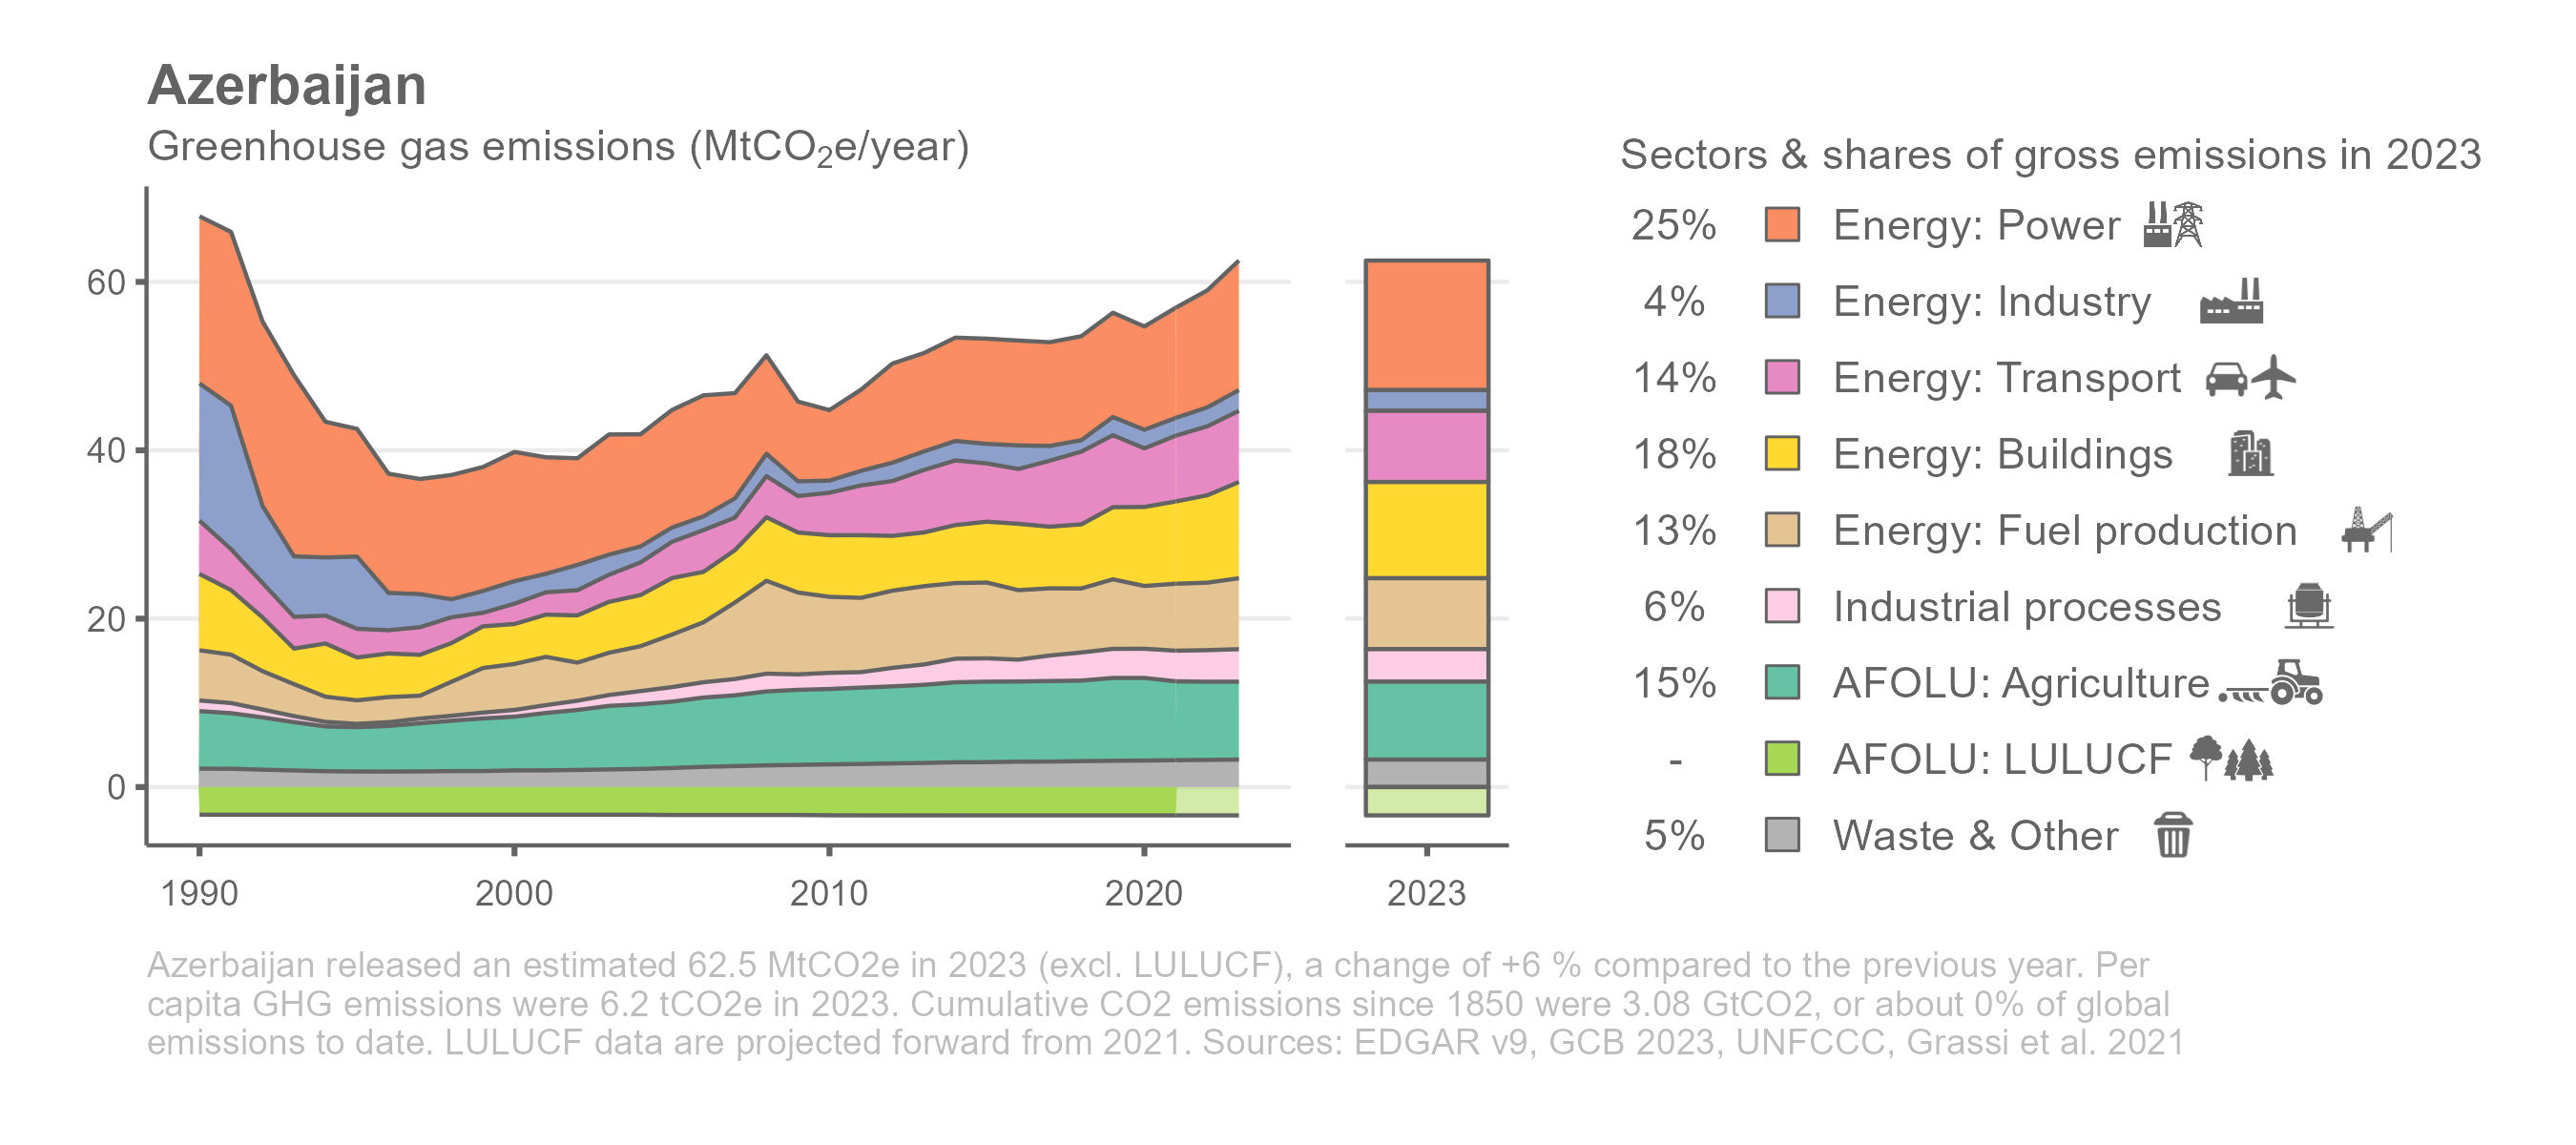 Azerbaijan
Greenhouse gas emissions (MtCO₂e/year)
Sectors & shares of gross emissions in 2023
25% Energy: Power
4% Energy: Industry
14% Energy: Transport
18% Energy: Buildings
13% Energy: Fuel production
6% Industrial processes
15% AFOLU: Agriculture
- AFOLU: LULUCF
5% Waste & Other
60
40
20
0
1990 2000 2010 2020 2023
Azerbaijan released an estimated 62.5 MtCO2e in 2023 (excl. LULUCF), a change of +6 % compared to the previous year. Per
capita GHG emissions were 6.2 tCO2e in 2023. Cumulative CO2 emissions since 1850 were 3.08 GtCO2, or about 0% of global
emissions to date. LULUCF data are projected forward from 2021. Sources: EDGAR v9, GCB 2023, UNFCCC, Grassi et al. 2021